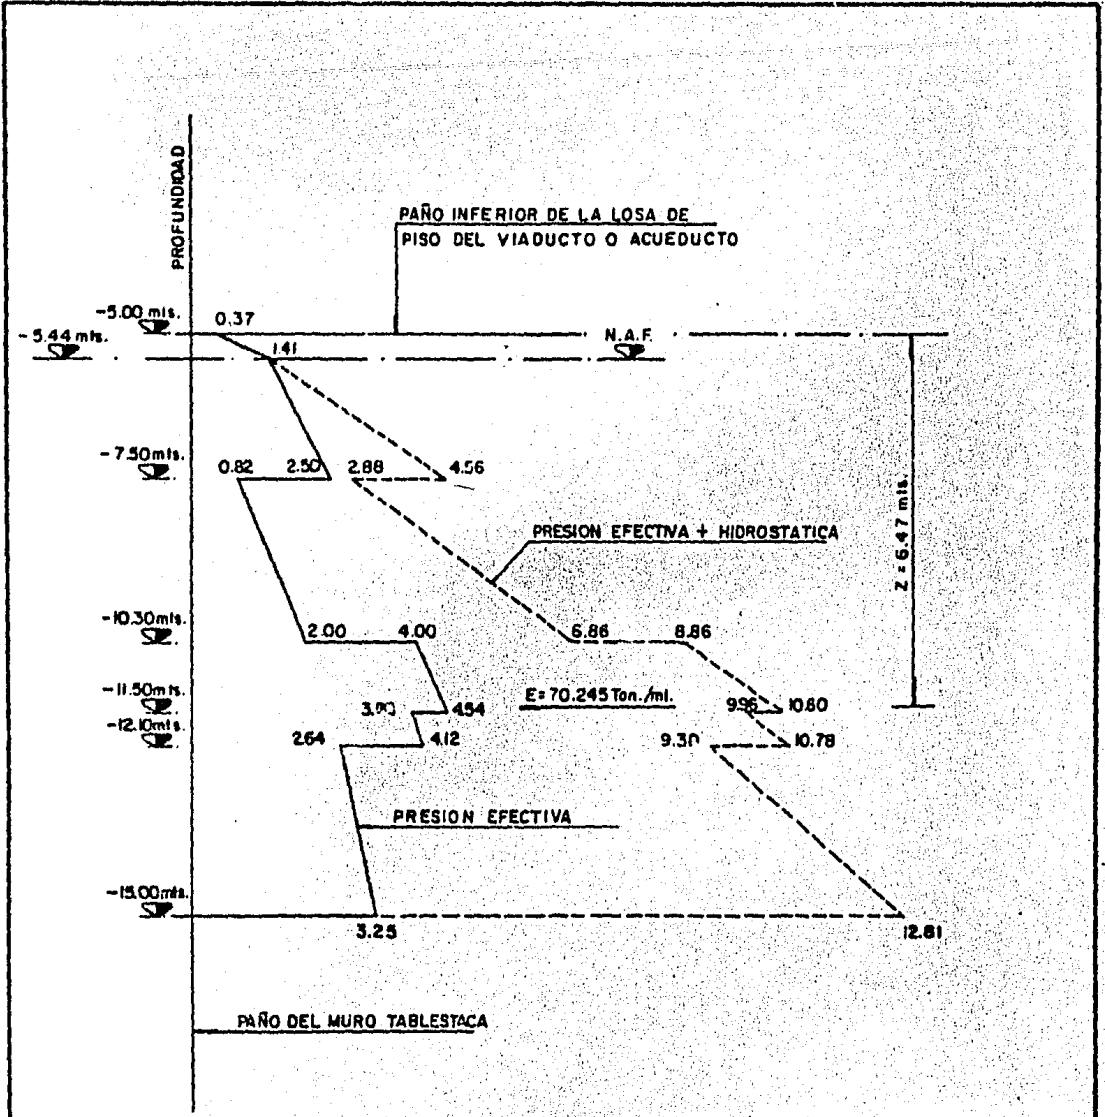 PROFUNDIDAD
PAÑO INFERIOR DE LA LOSA DE
PISO DEL VIADUCTO O ACUEDUCTO
-5.00 mts.
0.37
-5.44 mts.
1.41
N.A.F.
-7.50 mts.
0.82
2.50
2.88
4.56
PRESION EFECTIVA + HIDROSTATICA
Z = 6.47 mts.
-10.30 mts.
2.00
4.00
6.86
8.86
-11.50 mts.
4.54
E= 70.245 Ton./ml.
10.60
-12.10 mts.
2.64
4.12
10.78
PRESION EFECTIVA
-15.00 mts.
3.25
12.61
PAÑO DEL MURO TABLESTACA